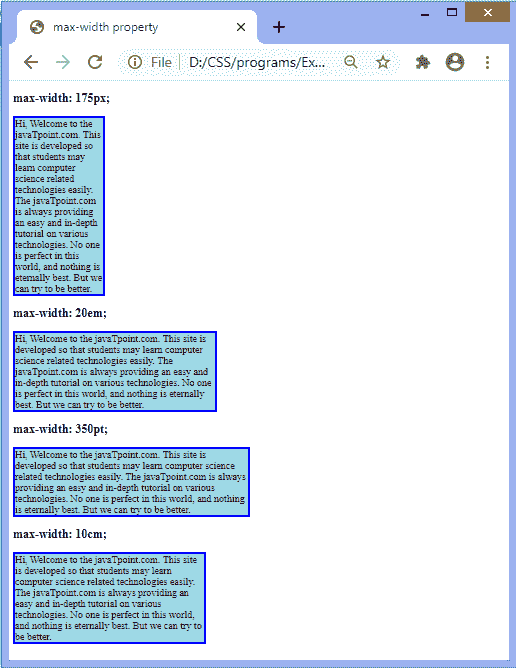 max-width property
File
D:/CSS/programs/Ex...
max-width: 175px;
Hi, Welcome to the
javaTpoint.com. This
site is developed so
that students may
learn computer
science related
technologies easily.
The javaTpoint.com
is always providing
an easy and in-depth
tutorial on various
technologies. No one
is perfect in this
world, and nothing is
eternally best. But we
can try to be better.
max-width: 20em;
Hi, Welcome to the javaTpoint.com. This site is
developed so that students may learn computer
science related technologies easily. The
javaTpoint.com is always providing an easy and
in-depth tutorial on various technologies. No one
is perfect in this world, and nothing is eternally
best. But we can try to be better.
max-width: 350pt;
Hi, Welcome to the javaTpoint.com. This site is
developed so that students may learn computer science
related technologies easily. The javaTpoint.com is always
providing an easy and in-depth tutorial on various
technologies. No one is perfect in this world, and nothing
is eternally best. But we can try to be better.
max-width: 10cm;
Hi, Welcome to the javaTpoint.com. This site
is developed so that students may learn
computer science related technologies easily.
The javaTpoint.com is always providing an
easy and in-depth tutorial on various
technologies. No one is perfect in this world,
and nothing is eternally best. But we can try to
be better.